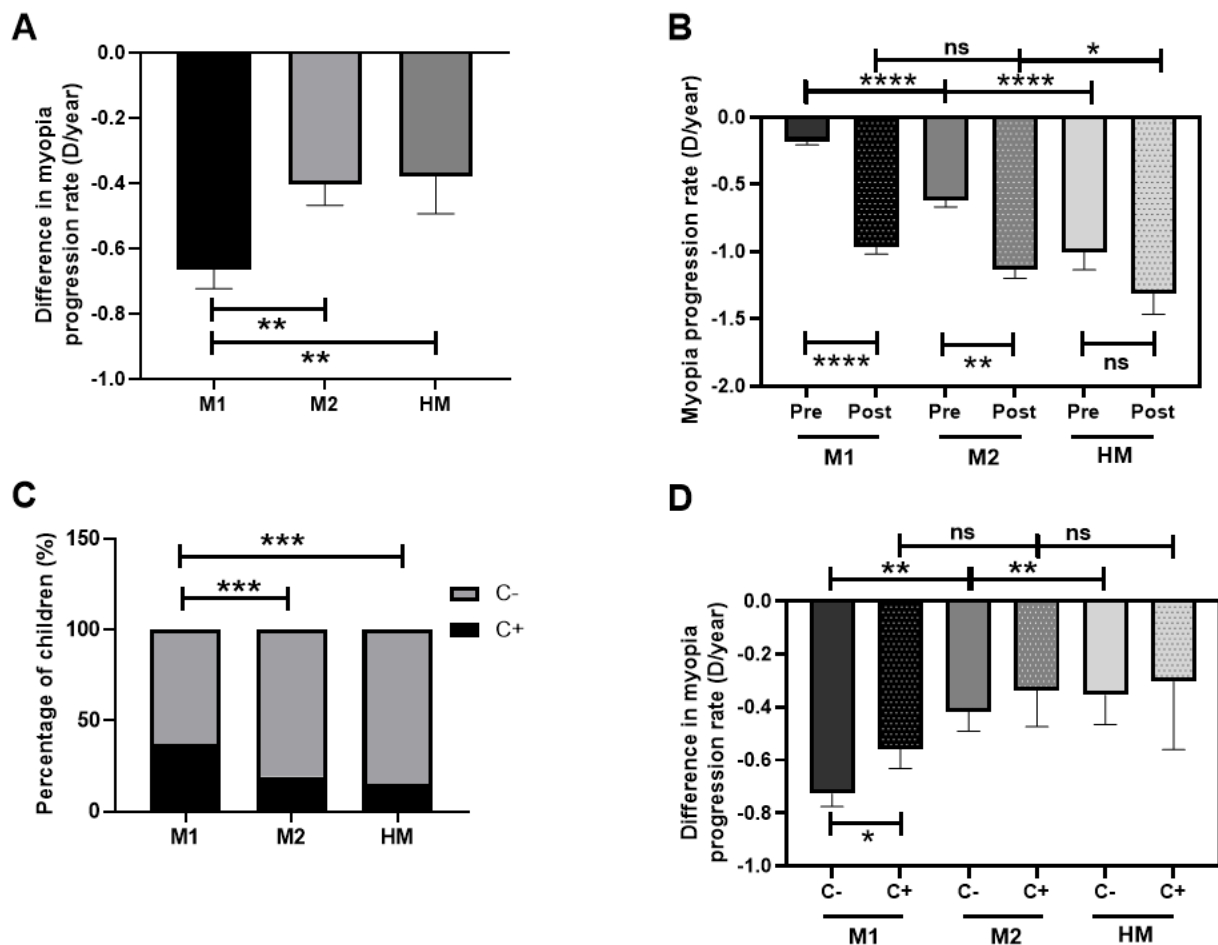 A
Difference in myopia
progression rate (D/year)
0.0
-0.2
-0.4
-0.6
-0.8
-1.0
**
**
M1 M2 HM
B
Myopia progression rate (D/year)
ns *
**** ****
0.0
-0.5
-1.0
-1.5
-2.0
**** ** ns
Pre Post Pre Post Pre Post
M1 M2 HM
C
Percentage of children (%)
150
100
50
0
***
***
C-
C+
M1 M2 HM
D
Difference in myopia
progression rate (D/year)
ns ns
** **
0.0
-0.2
-0.4
-0.6
-0.8
-1.0
*
C- C+ C- C+ C- C+
M1 M2 HM